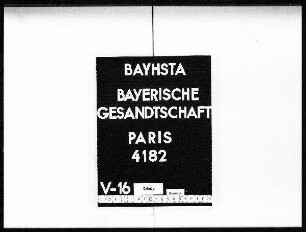 BAYHSTA
BAYERISCHE
GESANDTSCHAFT
PARIS
4182
V-16